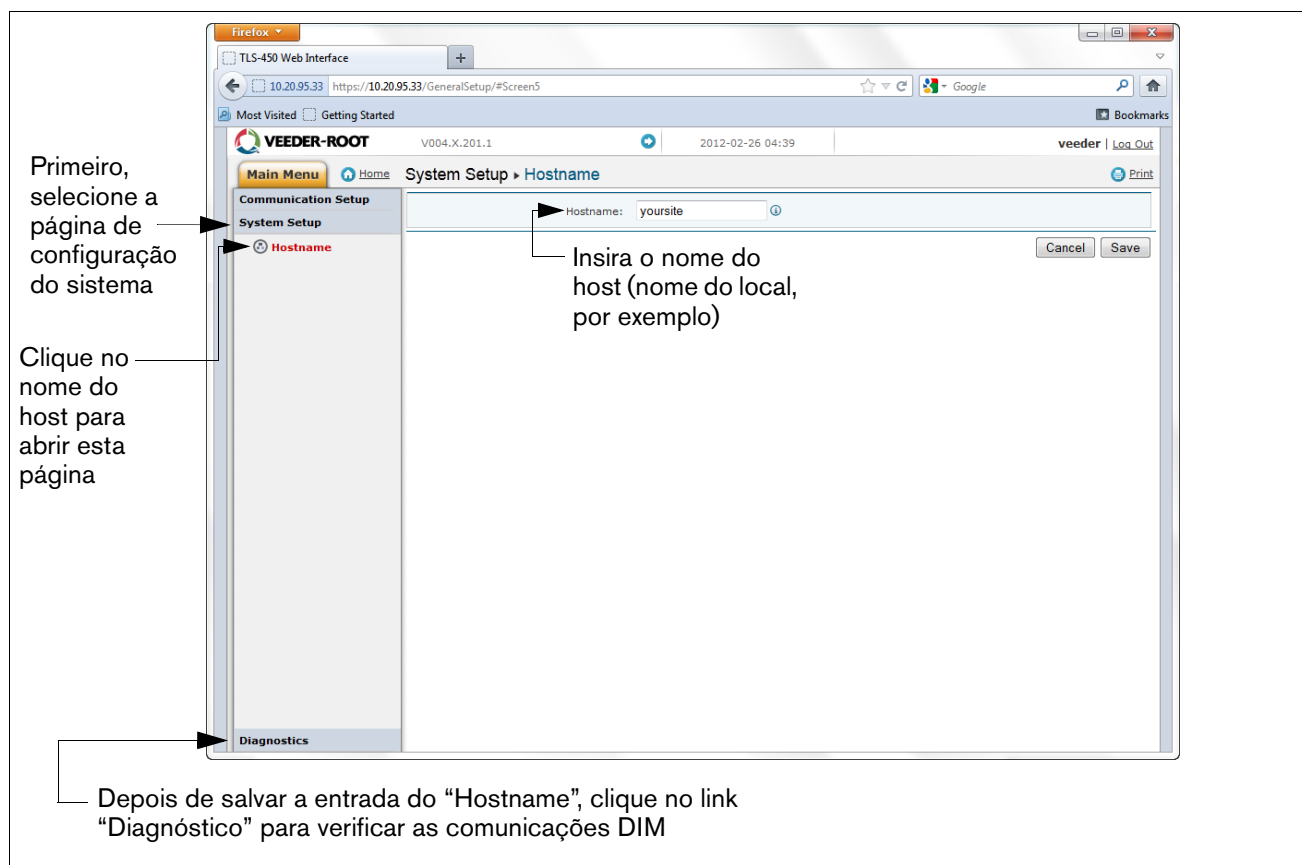 Firefox
TLS-450 Web Interface
10.20.95.33 https://10.20.95.33/GeneralSetup/#Screen5
Google
Most Visited Getting Started
Bookmarks
VEEDER-ROOT
V004.X.201.1
2012-02-26 04:39
veeder | Log Out
Main Menu
Home
System Setup
Hostname
Print
Communication Setup
System Setup
Hostname
Hostname: yoursite
Cancel
Save
Primeiro,
selecione a
página de
configuração
do sistema
Insira o nome do
host (nome do local,
por exemplo)
Clique no
nome do
host para
abrir esta
página
Diagnostics
Depois de salvar a entrada do “Hostname”, clique no link
“Diagnóstico” para verificar as comunicações DIM